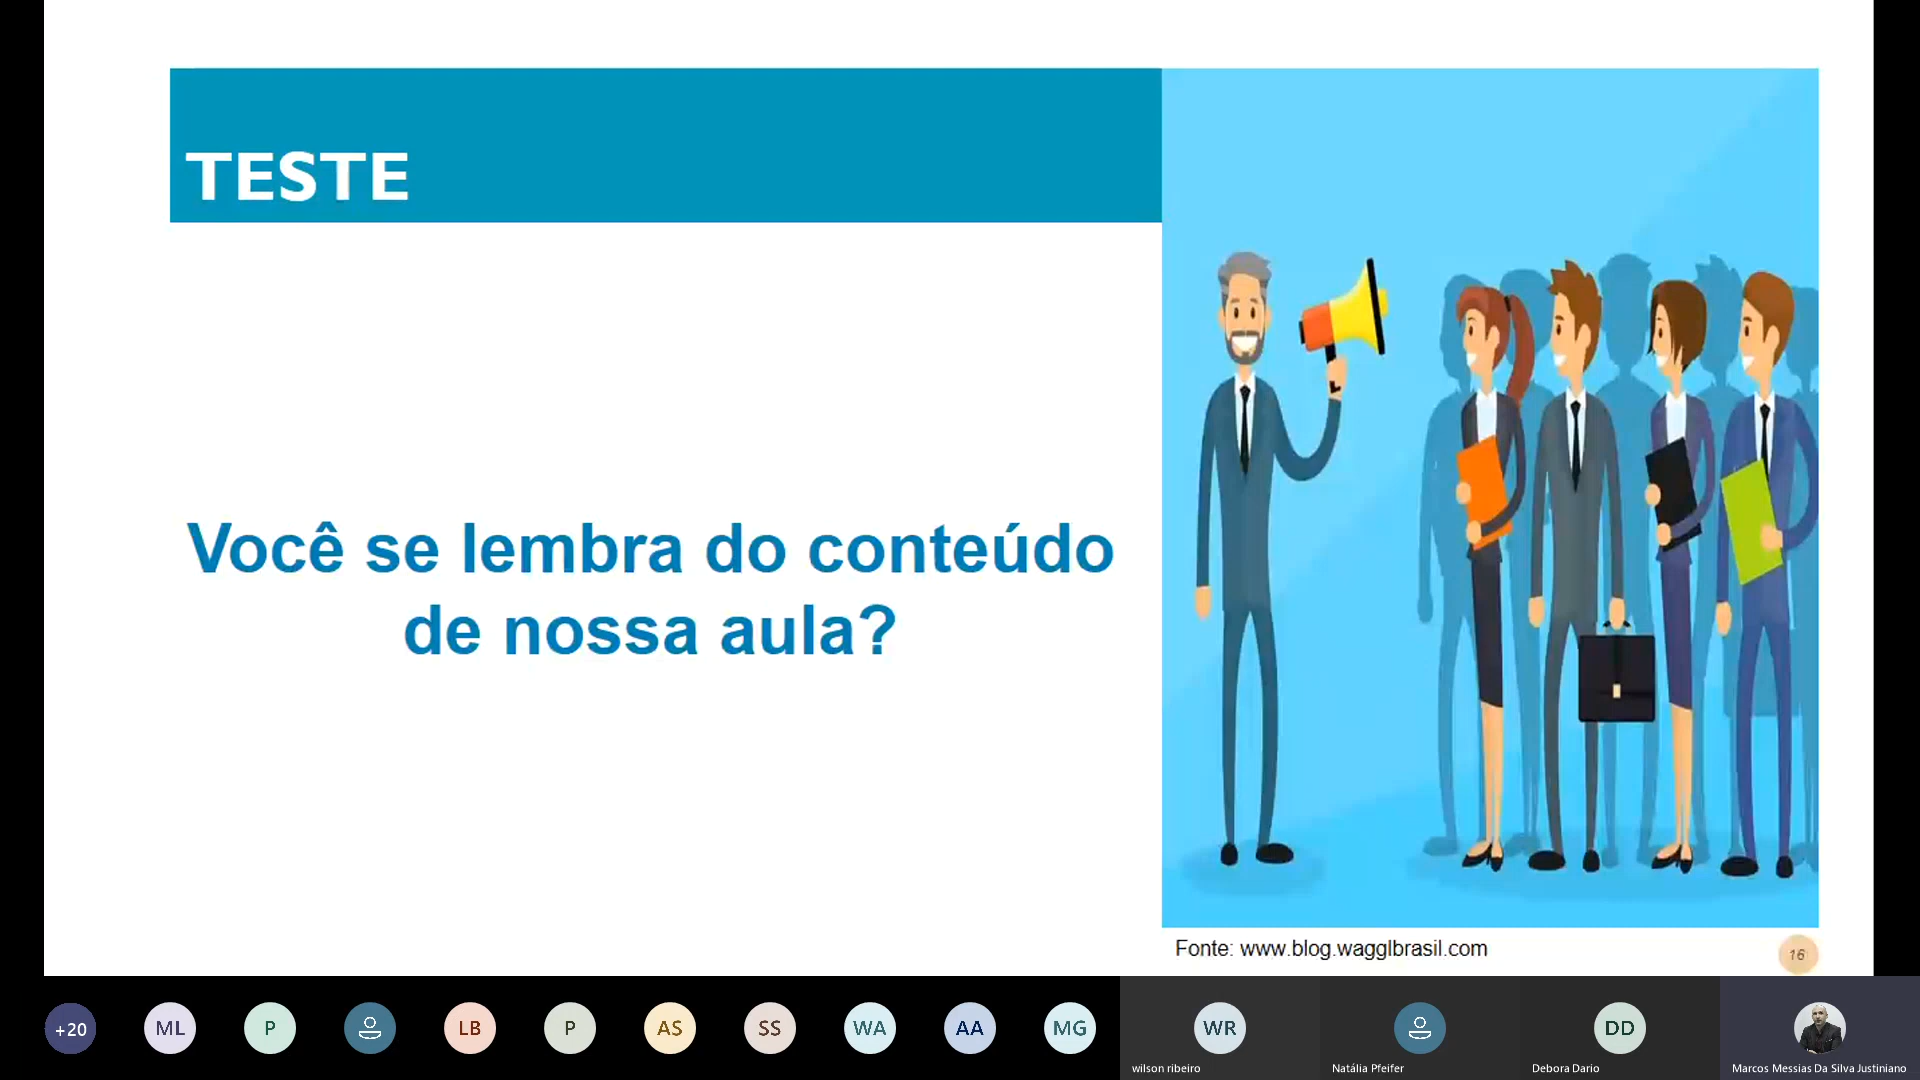 TESTE
Você se lembra do conteúdo
de nossa aula?
Fonte: www.blog.wagglbrasil.com
16
+20
ML
P
LB
P
AS
SS
WA
AA
MG
WR
DD
wilson ribeiro
Natália Pfeifer
Debora Dario
Marcos Messias Da Silva Justiniano